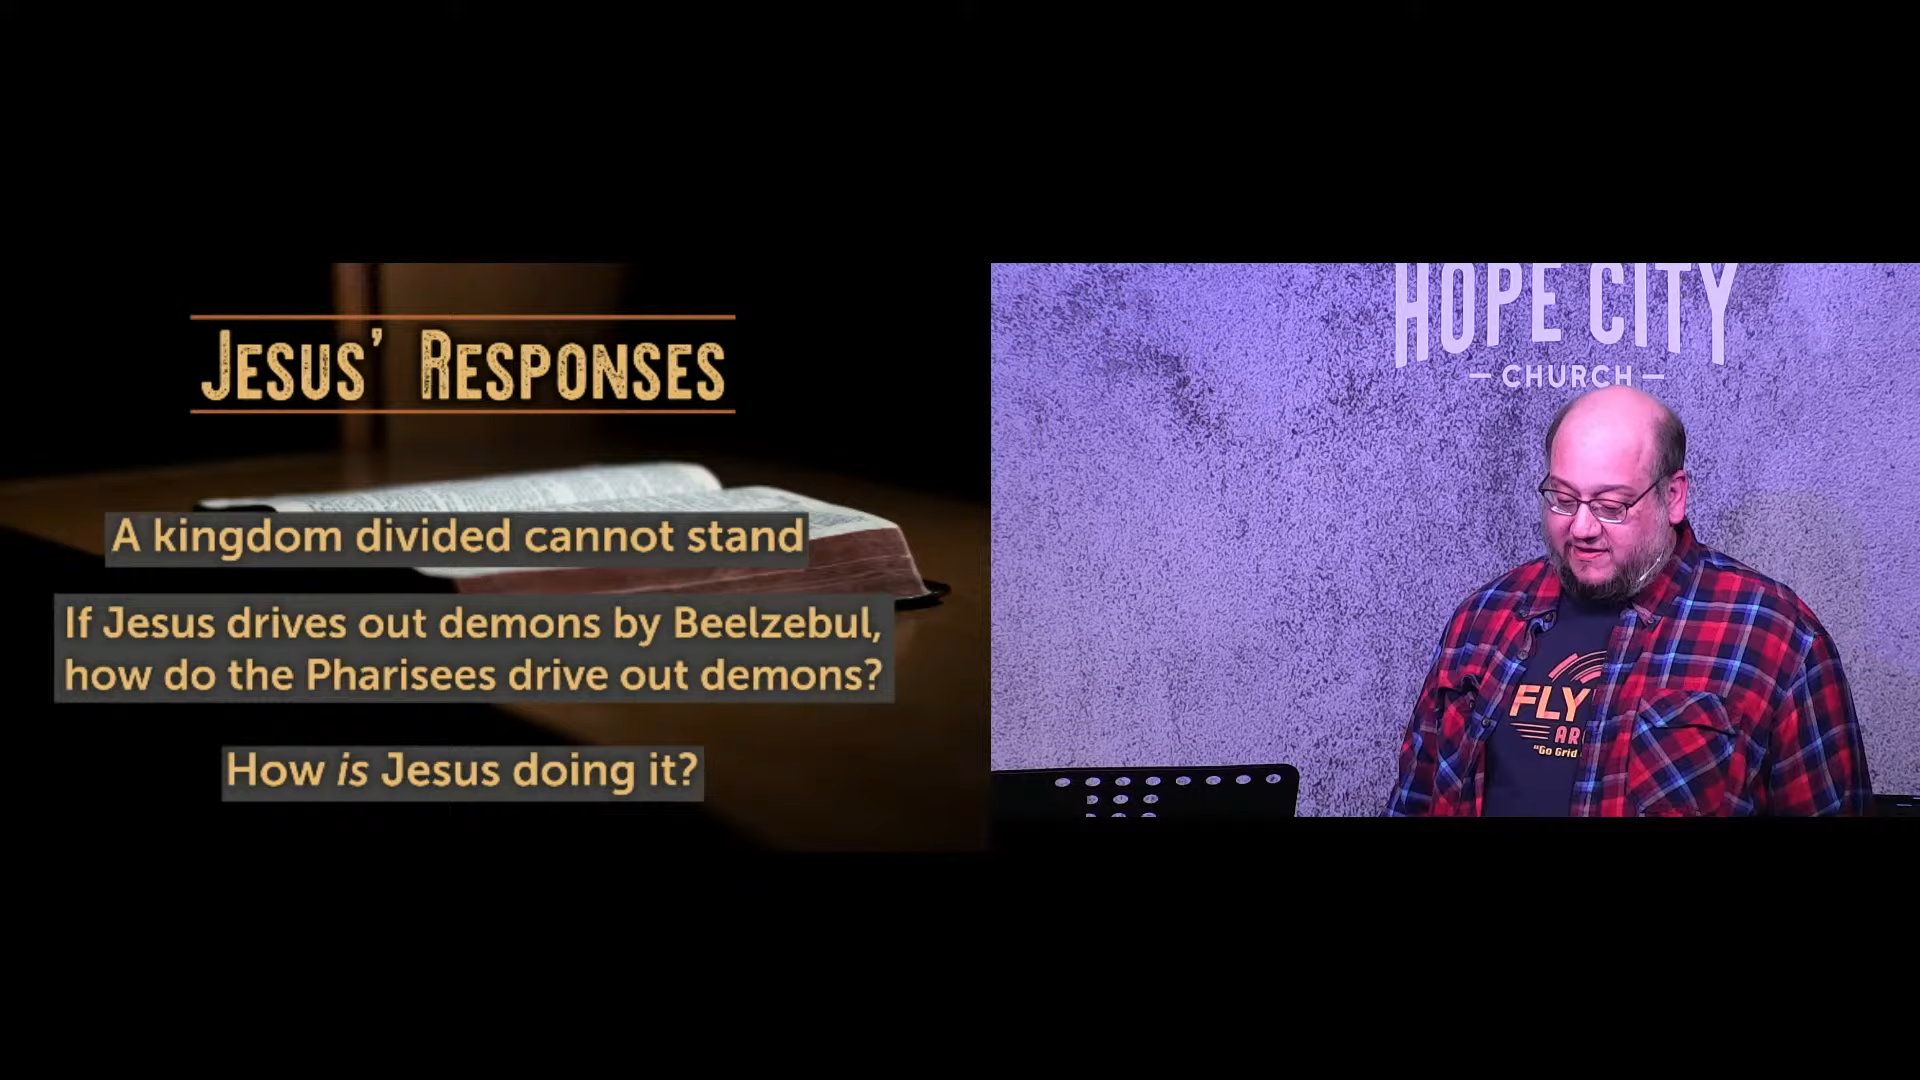 Jesus’ Responses
A kingdom divided cannot stand
If Jesus drives out demons by Beelzebul,
how do the Pharisees drive out demons?
How is Jesus doing it?
HOPE CITY
— CHURCH —
FLY
AR
"Go Grid